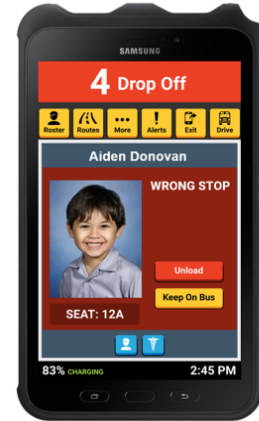 SAMSUNG
4 Drop Off
Roster Routes More Alerts Exit Drive
Aiden Donovan
WRONG STOP
Unload
Keep On Bus
SEAT: 12A
83% CHARGING 2:45 PM